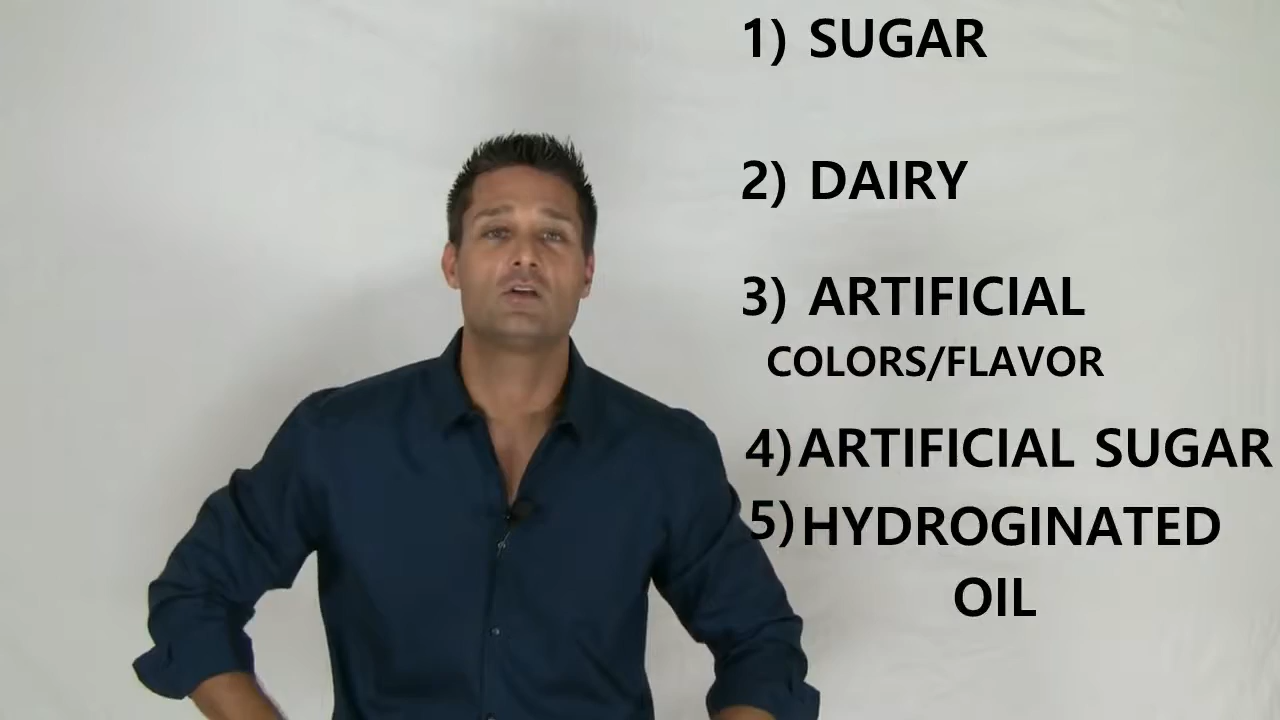 1) SUGAR
2) DAIRY
3) ARTIFICIAL
COLORS/FLAVOR
4) ARTIFICIAL SUGAR
5) HYDROGINATED
OIL